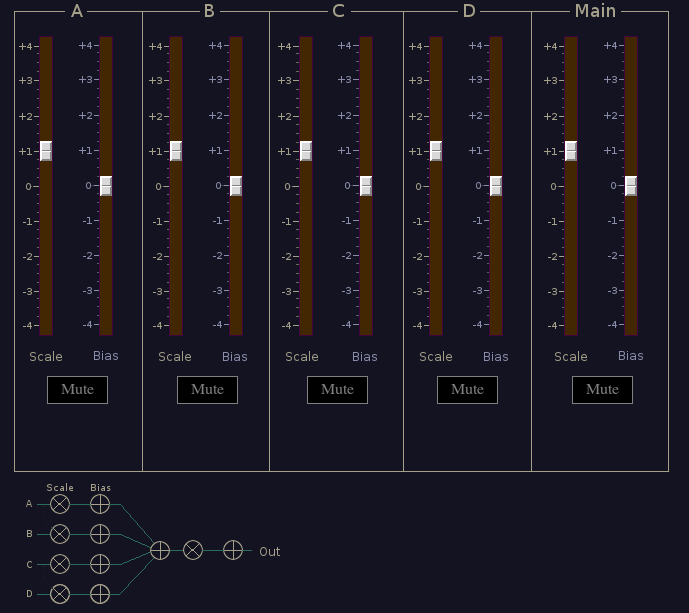 A B C D Main
+4 +4 +4 +4 +4 +4 +4 +4 +4 +4
+3 +3 +3 +3 +3 +3 +3 +3 +3 +3
+2 +2 +2 +2 +2 +2 +2 +2 +2 +2
+1 +1 +1 +1 +1 +1 +1 +1 +1 +1
0 0 0 0 0 0 0 0 0 0
-1 -1 -1 -1 -1 -1 -1 -1 -1 -1
-2 -2 -2 -2 -2 -2 -2 -2 -2 -2
-3 -3 -3 -3 -3 -3 -3 -3 -3 -3
-4 -4 -4 -4 -4 -4 -4 -4 -4 -4
Scale Bias Scale Bias Scale Bias Scale Bias Scale Bias
Mute Mute Mute Mute Mute
Scale Bias
A
B
Out
C
D